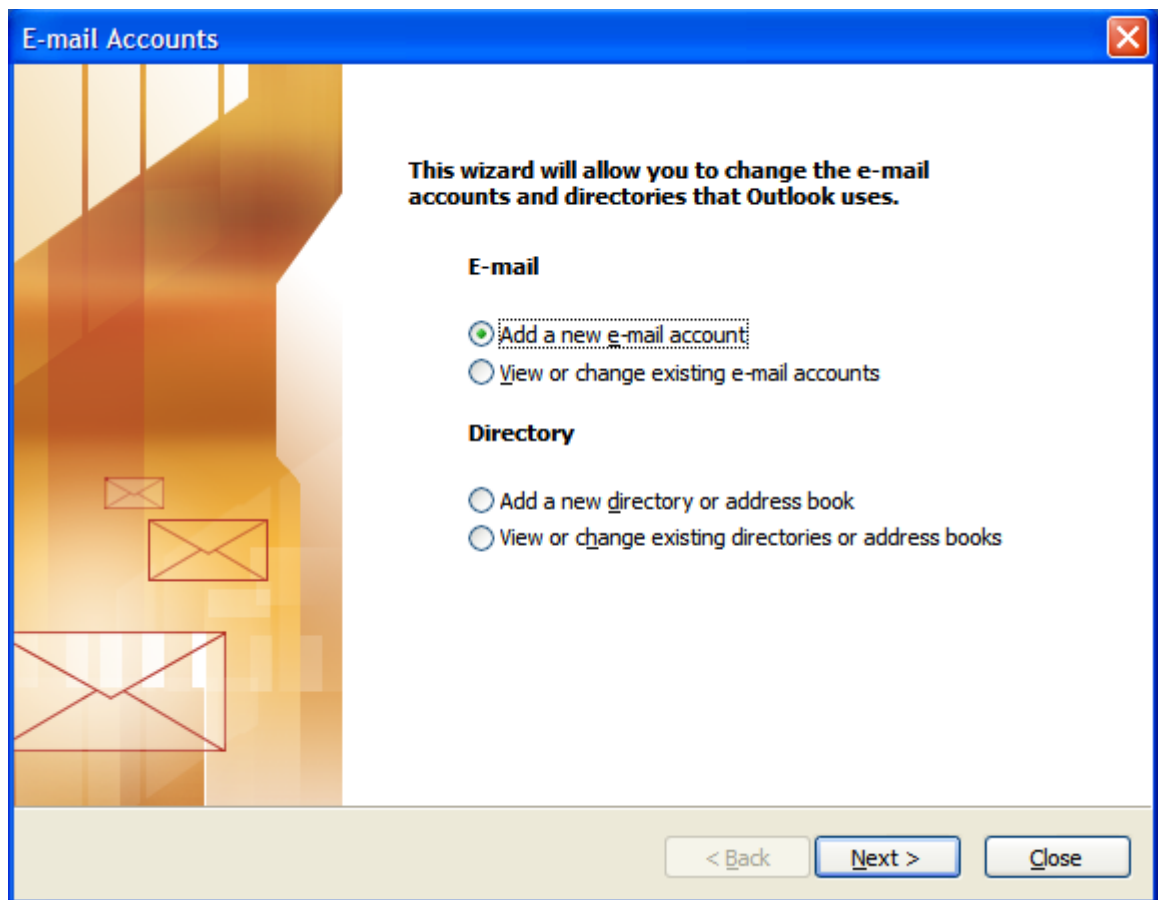 E-mail Accounts
This wizard will allow you to change the e-mail
accounts and directories that Outlook uses.
E-mail
Add a new e-mail account
View or change existing e-mail accounts
Directory
Add a new directory or address book
View or change existing directories or address books
< Back Next > Close